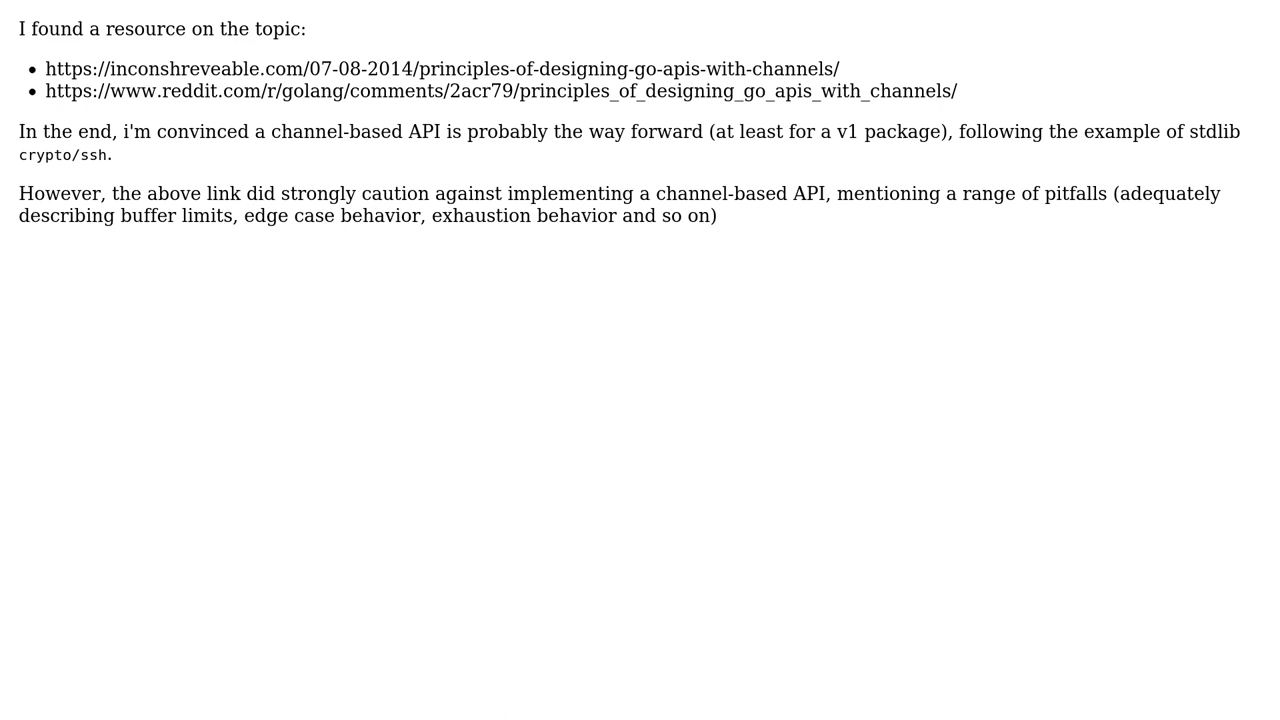 I found a resource on the topic:
• https://inconshreveable.com/07-08-2014/principles-of-designing-go-apis-with-channels/
• https://www.reddit.com/r/golang/comments/2acr79/principles_of_designing_go_apis_with_channels/
In the end, i'm convinced a channel-based API is probably the way forward (at least for a v1 package), following the example of stdlib
crypto/ssh.
However, the above link did strongly caution against implementing a channel-based API, mentioning a range of pitfalls (adequately
describing buffer limits, edge case behavior, exhaustion behavior and so on)